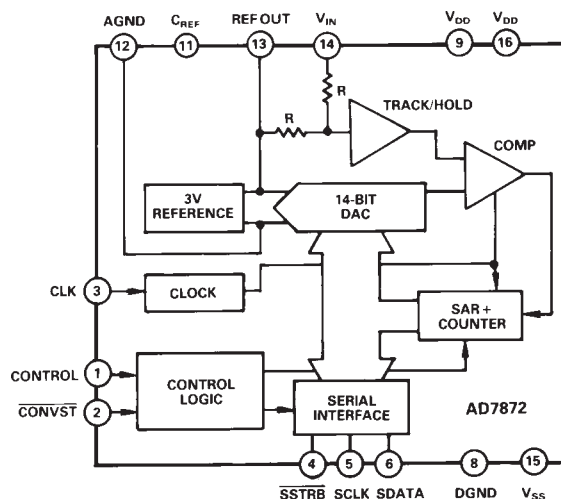 AGND
C_REF
REF OUT
V_IN
V_DD
V_DD
12
11
13
14
9
16
R
R
TRACK/HOLD
COMP
3V
REFERENCE
14-BIT
DAC
CLK
3
CLOCK
SAR +
COUNTER
CONTROL
1
CONVST
2
CONTROL
LOGIC
SERIAL
INTERFACE
AD7872
4
5
6
8
15
SSTRB
SCLK
SDATA
DGND
V_SS